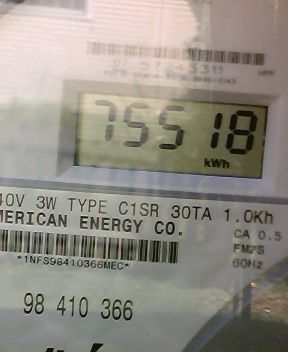 75518
kWh
40V 3W TYPE C1SR 30TA 1.0Kh
MERICAN ENERGY CO.
CA 0.5
FM2S
60Hz
*1NFS98410366MEC*
98 410 366